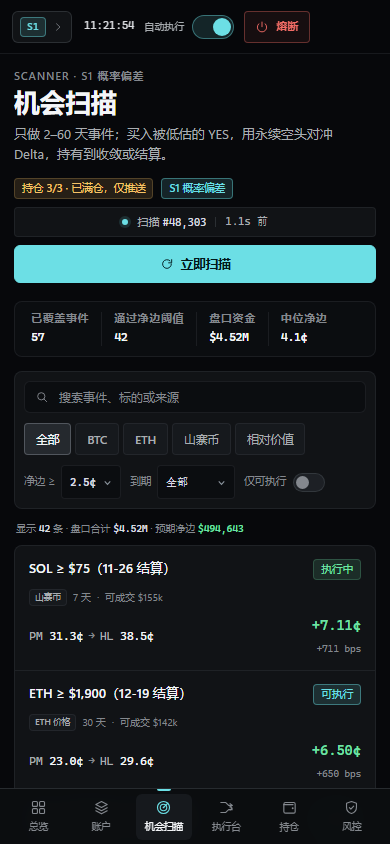 S1
11:21:54
自动执行
熔断
SCANNER · S1 概率偏差
机会扫描
只做 2–60 天事件；买入被低估的 YES，用永续空头对冲
Delta，持有到收敛或结算。
持仓 3/3 · 已满仓，仅推送
S1 概率偏差
扫描 #48,303
1.1s 前
立即扫描
已覆盖事件
57
通过净边阈值
42
盘口资金
$4.52M
中位净边
4.1¢
搜索事件、标的或来源
全部
BTC
ETH
山寨币
相对价值
净边 ≥
2.5¢
到期
全部
仅可执行
显示 42 条 · 盘口合计 $4.52M · 预期净边 $494,643
SOL ≥ $75（11-26 结算）
执行中
山寨币
7 天 · 可成交 $155k
PM 31.3¢ → HL 38.5¢
+7.11¢
+711 bps
ETH ≥ $1,900（12-19 结算）
可执行
ETH 价格
30 天 · 可成交 $142k
PM 23.0¢ → HL 29.6¢
+6.50¢
+650 bps
总览
账户
机会扫描
执行台
持仓
风控